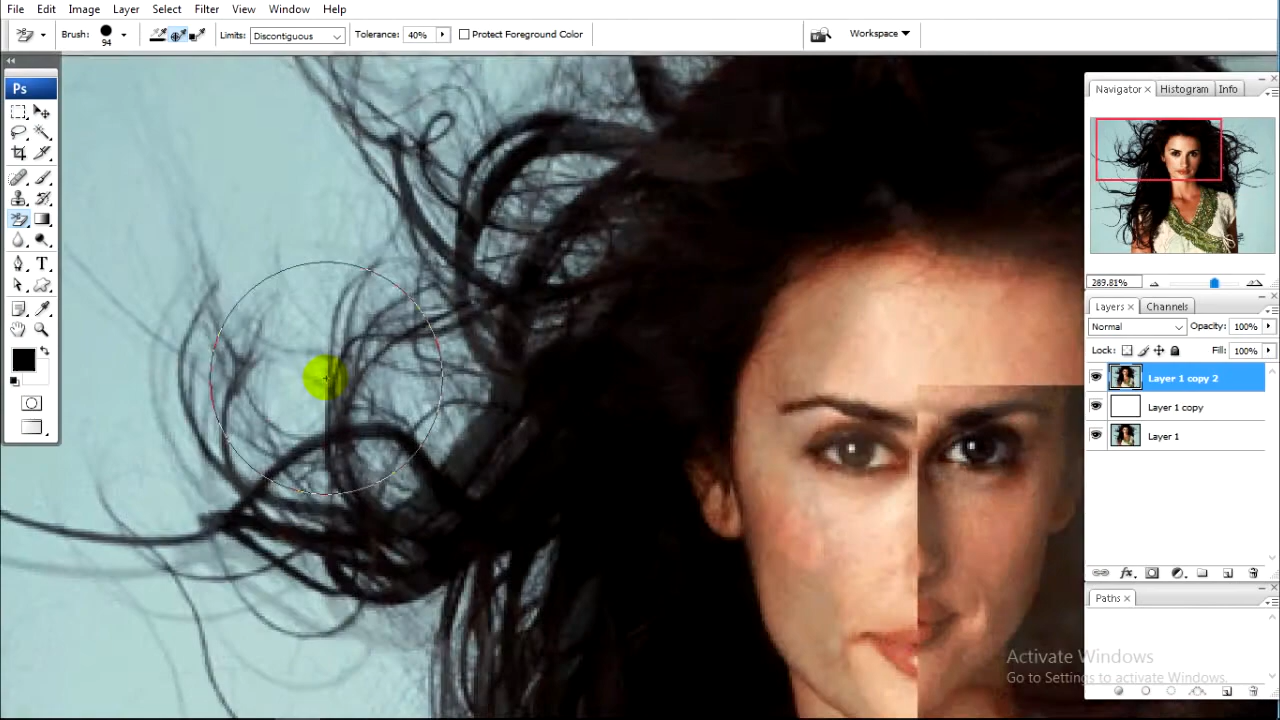 File Edit Image Layer Select Filter View Window Help
Brush: 94 Limits: Discontiguous Tolerance: 40% Protect Foreground Color Workspace
Ps
Navigator Histogram Info
289.81%
Layers Channels
Normal Opacity: 100%
Lock: Fill: 100%
Layer 1 copy 2
Layer 1 copy
Layer 1
Paths
Activate Windows
Go to Settings to activate Windows.